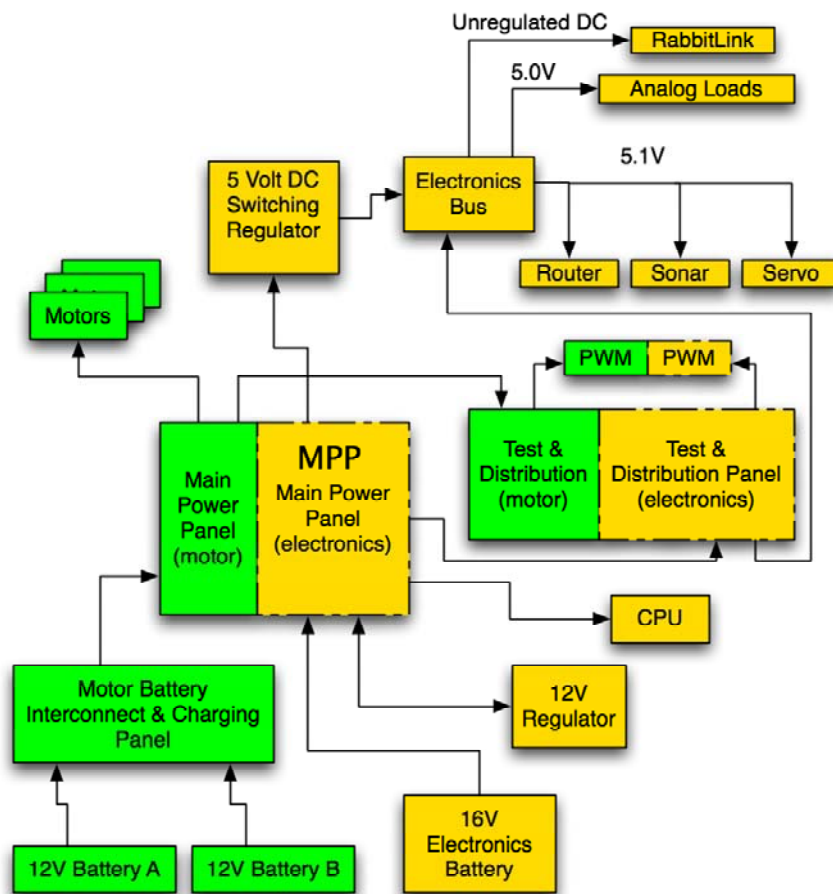 Unregulated DC
RabbitLink
5.0V
Analog Loads
5.1V
5 Volt DC
Switching
Regulator
Electronics
Bus
Router
Sonar
Servo
Motors
PWM
PWM
Main
Power
Panel
(motor)
MPP
Main Power
Panel
(electronics)
Test &
Distribution
(motor)
Test &
Distribution Panel
(electronics)
CPU
Motor Battery
Interconnect & Charging
Panel
12V
Regulator
16V
Electronics
Battery
12V Battery A
12V Battery B